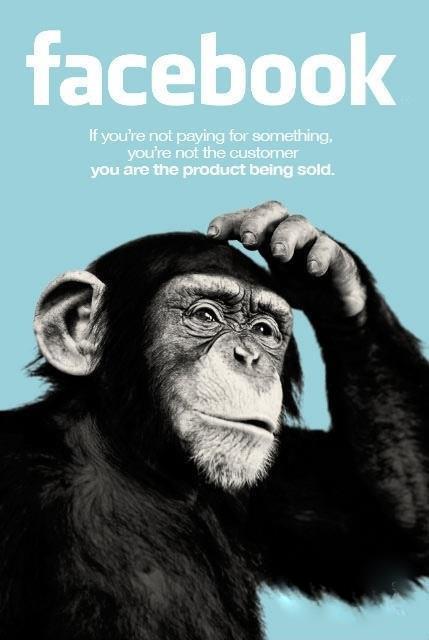 facebook
If you're not paying for something,
you're not the customer
you are the product being sold.